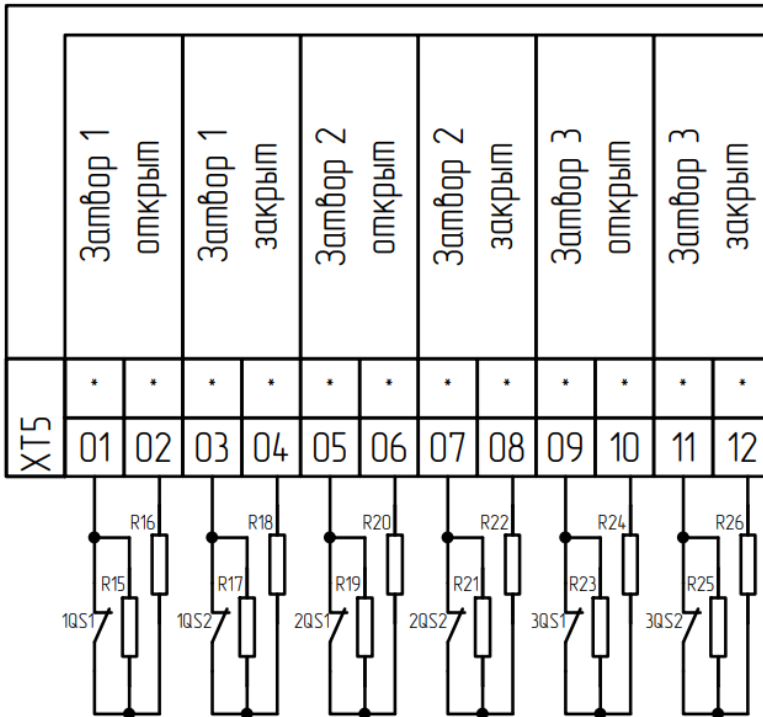 Затвор 1
открыт
Затвор 1
закрыт
Затвор 2
открыт
Затвор 2
закрыт
Затвор 3
открыт
Затвор 3
закрыт
XT5
* * * * * * * * * * * *
01 02 03 04 05 06 07 08 09 10 11 12
R16 R18 R20 R22 R24 R26
R15 R17 R19 R21 R23 R25
1QS1 1QS2 2QS1 2QS2 3QS1 3QS2